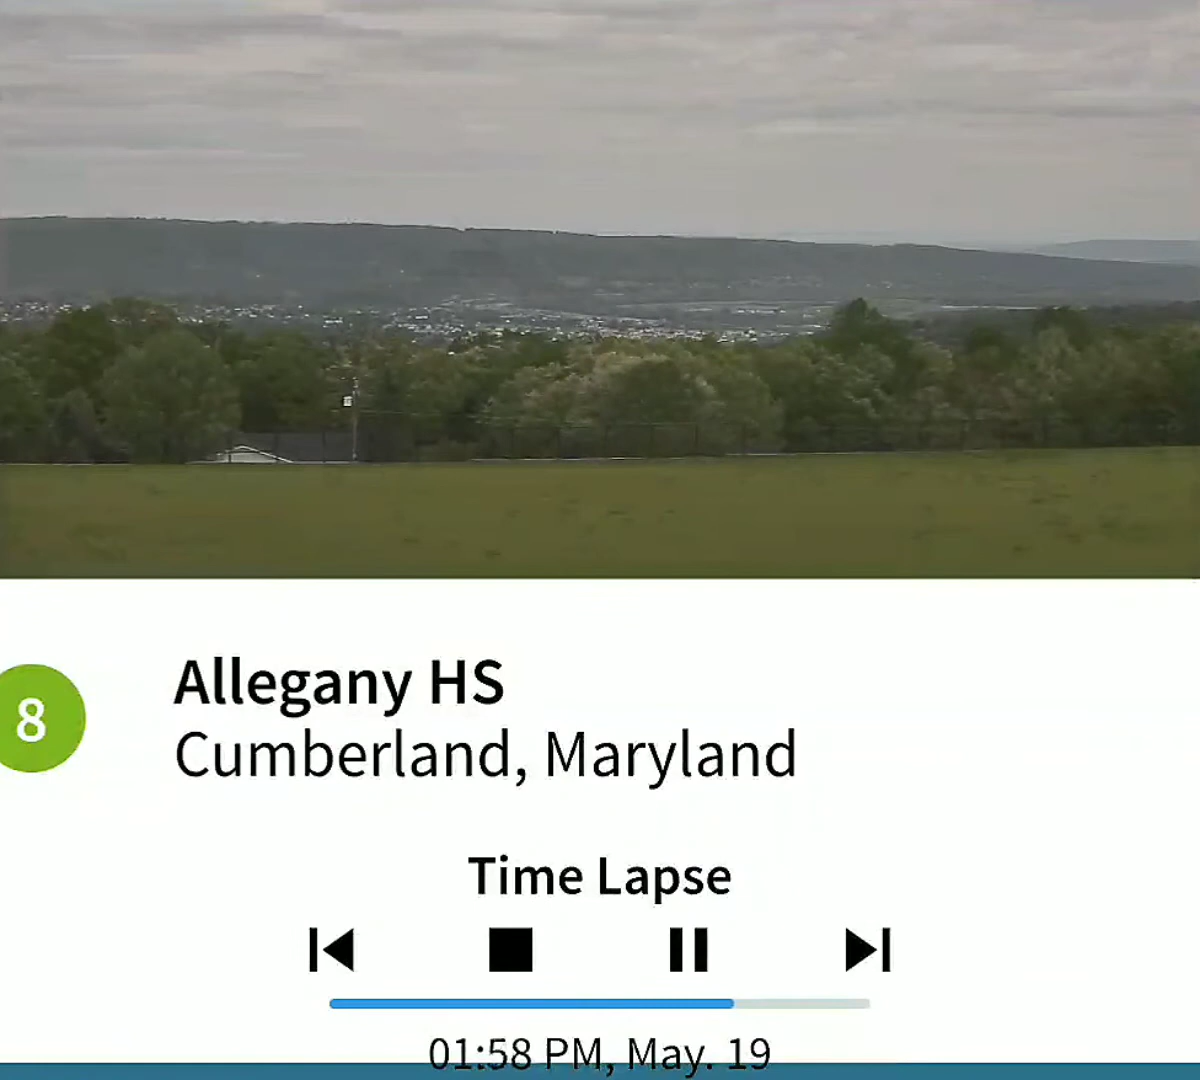 8
Allegany HS
Cumberland, Maryland
Time Lapse
01:58 PM, May. 19